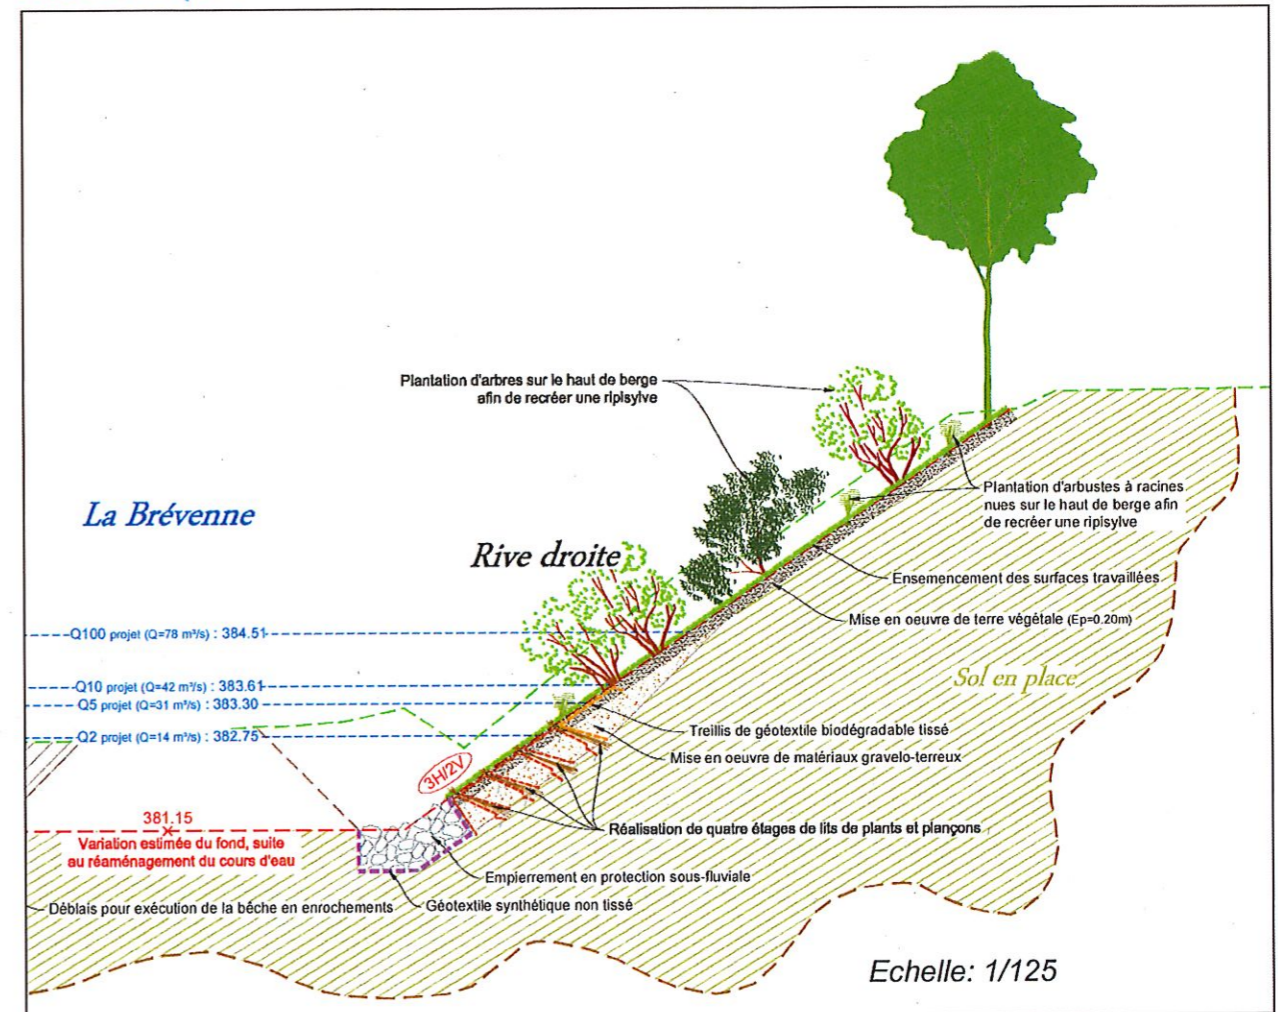 Plantation d'arbres sur le haut de berge
afin de recréer une ripisylve
La Brévenne
Rive droite
Plantation d'arbustes à racines
nues sur le haut de berge afin
de recréer une ripisylve
Ensemencement des surfaces travaillées
Mise en oeuvre de terre végétale (Ep=0.20m)
Q100 projet (Q=78 m³/s) : 384.51
Sol en place
Q10 projet (Q=42 m³/s) : 383.61
Q5 projet (Q=31 m³/s) : 383.30
Treillis de géotextile biodégradable tissé
Q2 projet (Q=14 m³/s) : 382.75
Mise en oeuvre de matériaux gravelo-terreux
3H/2V
381.15
Réalisation de quatre étages de lits de plants et plançons
Variation estimée du fond, suite
au réaménagement du cours d'eau
Empierrement en protection sous-fluviale
Déblais pour exécution de la bêche en enrochements
Géotextile synthétique non tissé
Echelle: 1/125